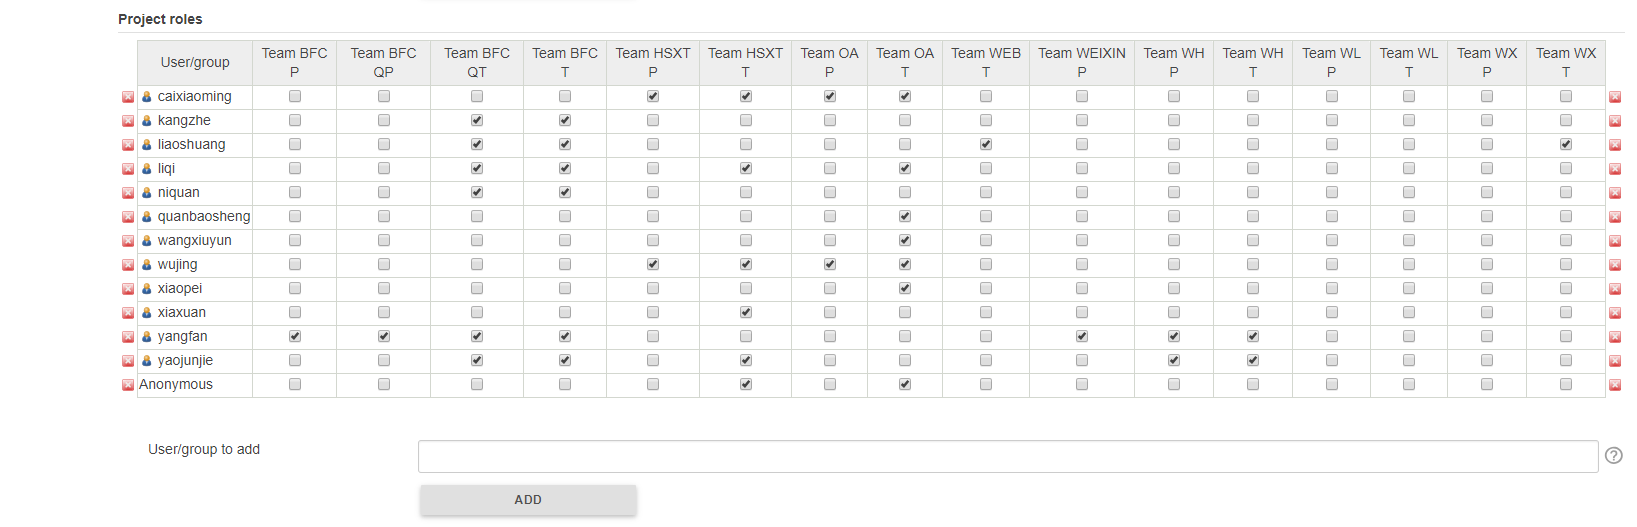 Project roles
User/group Team BFC P Team BFC QP Team BFC QT Team BFC T Team HSXT P Team HSXT T Team OA P Team OA T Team WEB T Team WEIXIN P Team WH P Team WH T Team WL P Team WL T Team WX P Team WX T
caixiaoming
kangzhe
liaoshuang
liqi
niquan
quanbaosheng
wangxiuyun
wujing
xiaopei
xiaxuan
yangfan
yaojunjie
Anonymous
User/group to add
ADD